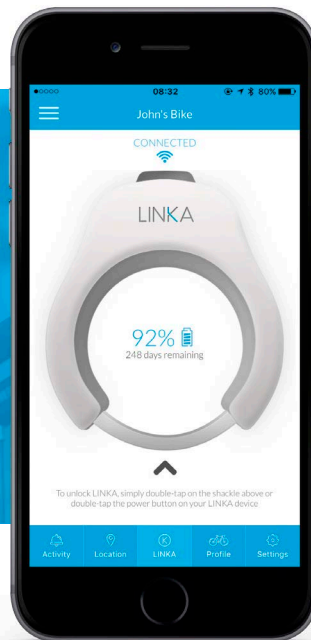 08:32
80%
John's Bike
CONNECTED
LINKA
92%
248 days remaining
To unlock LINKA, simply double-tap on the shackle above or
double-tap the power button on your LINKA device
Activity
Location
LINKA
Profile
Settings